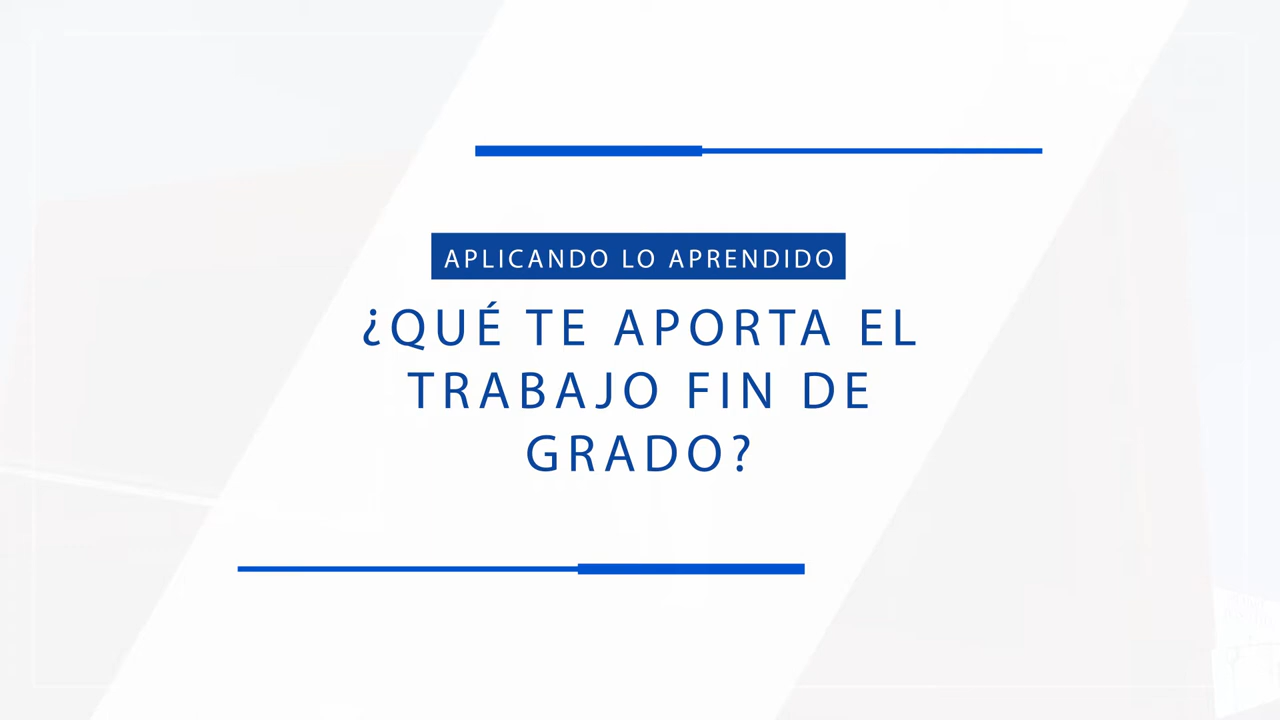 APLICANDO LO APRENDIDO
¿QUÉ TE APORTA EL
TRABAJO FIN DE
GRADO?